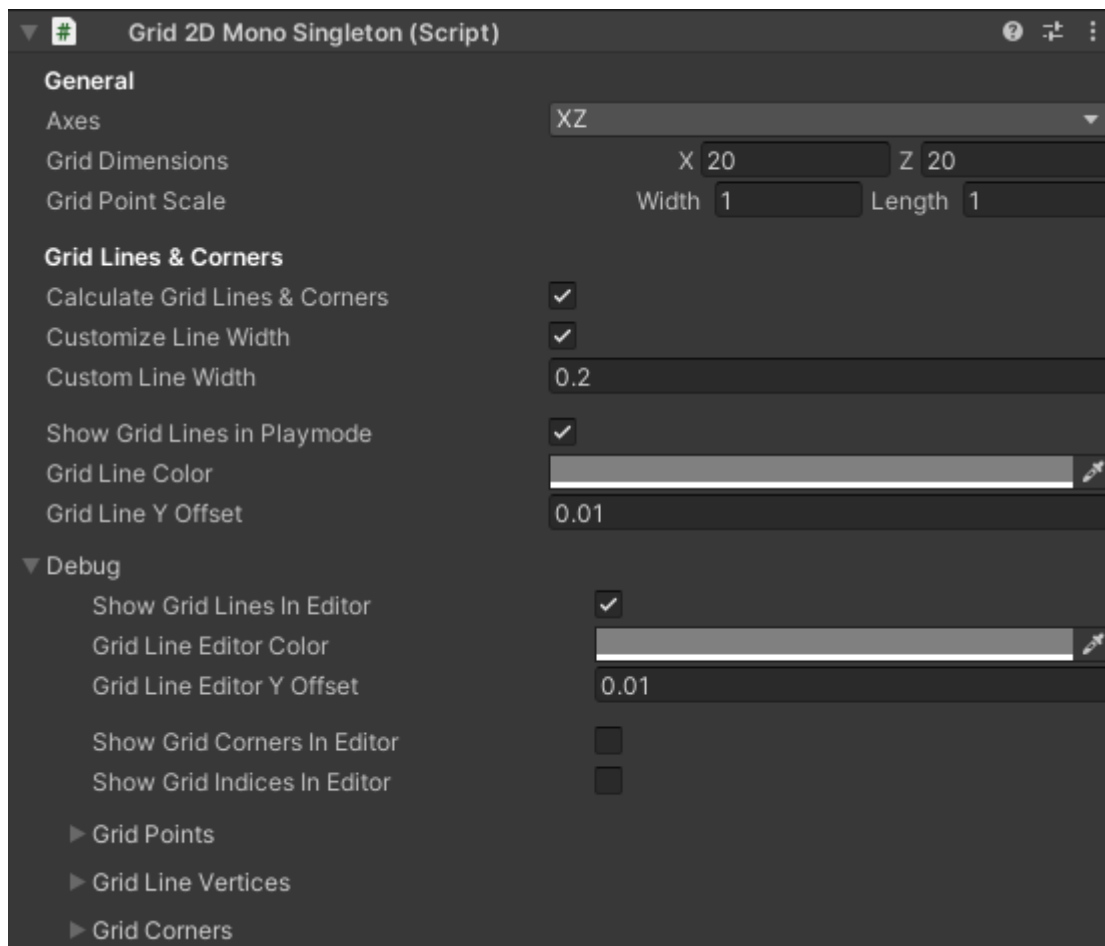 Grid 2D Mono Singleton (Script)
General
Axes XZ
Grid Dimensions X 20 Z 20
Grid Point Scale Width 1 Length 1
Grid Lines & Corners
Calculate Grid Lines & Corners
Customize Line Width
Custom Line Width 0.2
Show Grid Lines in Playmode
Grid Line Color
Grid Line Y Offset 0.01
Debug
Show Grid Lines In Editor
Grid Line Editor Color
Grid Line Editor Y Offset 0.01
Show Grid Corners In Editor
Show Grid Indices In Editor
Grid Points
Grid Line Vertices
Grid Corners